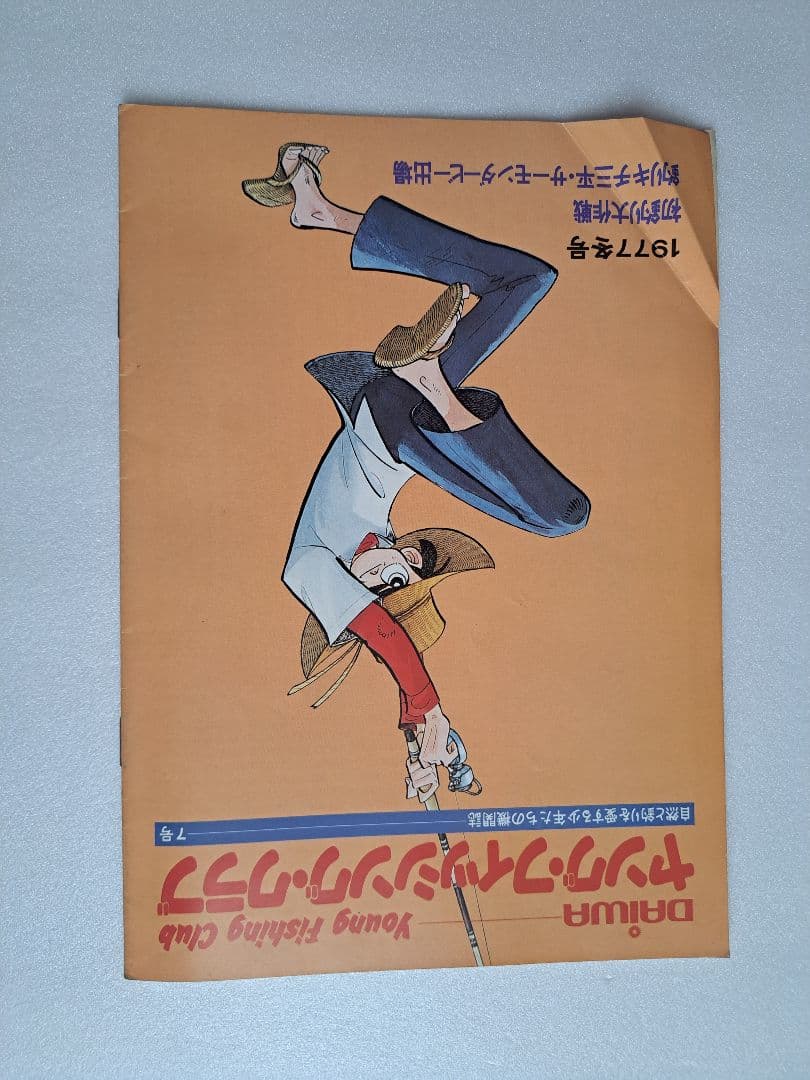 DAIWA
Young Fishing Club
ヤング・フィッシング・クラブ
自然と釣りを愛する少年たちの機関誌 7号
1977冬号
初釣り大作戦
釣りキチ三平・サーモンダービー出場